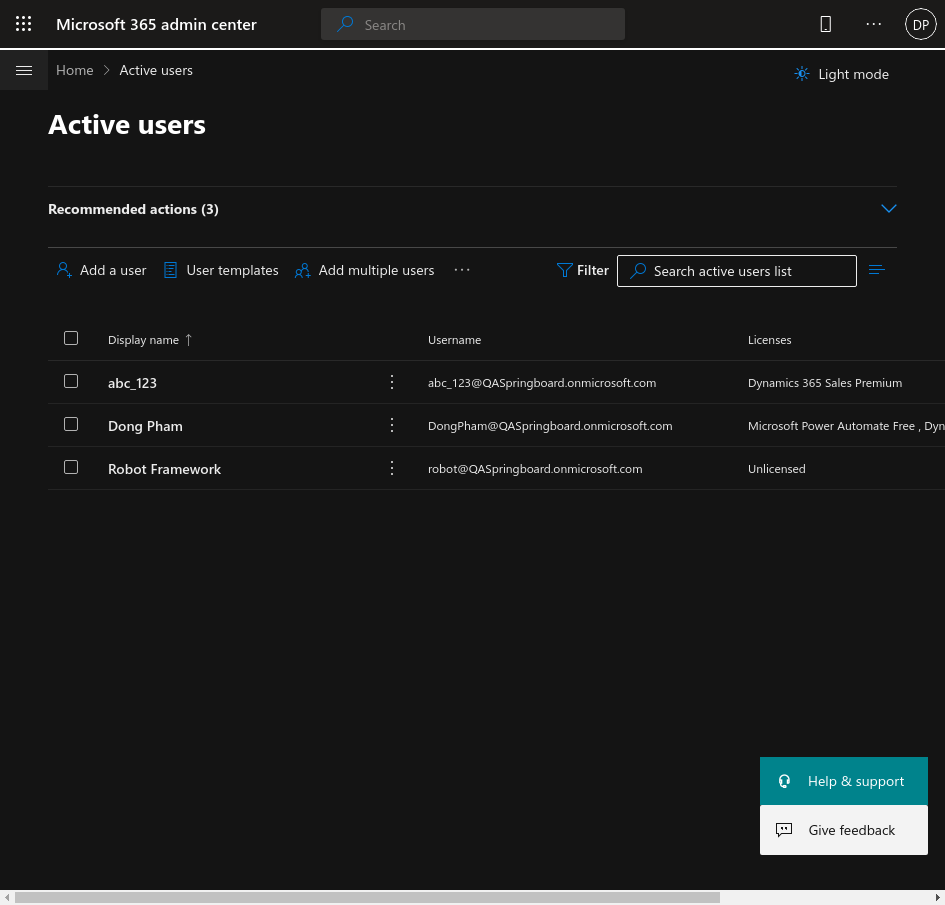 Microsoft 365 admin center
Search
DP
Home > Active users
Light mode
Active users
Recommended actions (3)
Add a user
User templates
Add multiple users
...
Filter
Search active users list
Display name ↑
Username
Licenses
abc_123
abc_123@QASpringboard.onmicrosoft.com
Dynamics 365 Sales Premium
Dong Pham
DongPham@QASpringboard.onmicrosoft.com
Microsoft Power Automate Free , Dyn
Robot Framework
robot@QASpringboard.onmicrosoft.com
Unlicensed
Help & support
Give feedback